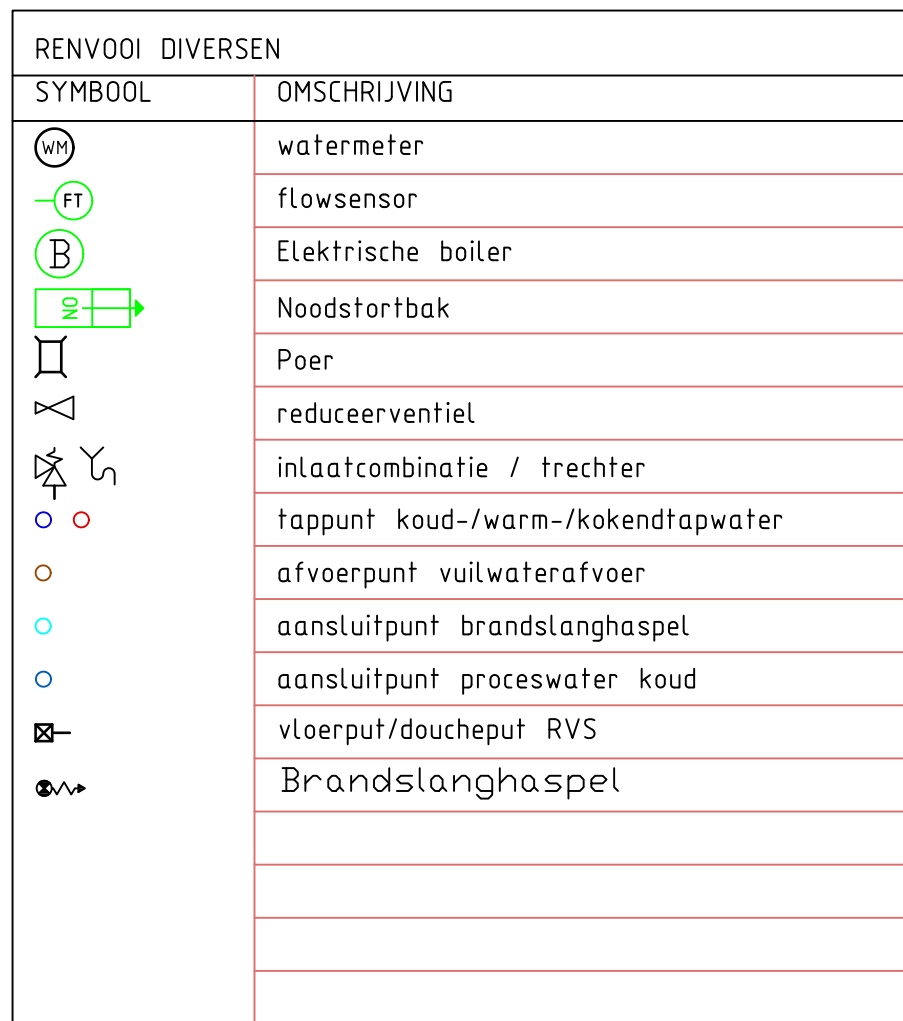 RENVOOI DIVERSEN
SYMBOOL OMSCHRIJVING
WM watermeter
FT flowsensor
B Elektrische boiler
NO Noodstortbak
Poer
reduceerventiel
inlaatcombinatie / trechter
tappunt koud-/warm-/kokendtapwater
afvoerpunt vuilwaterafvoer
aansluitpunt brandslanghaspel
aansluitpunt proceswater koud
vloerput/doucheput RVS
Brandslanghaspel